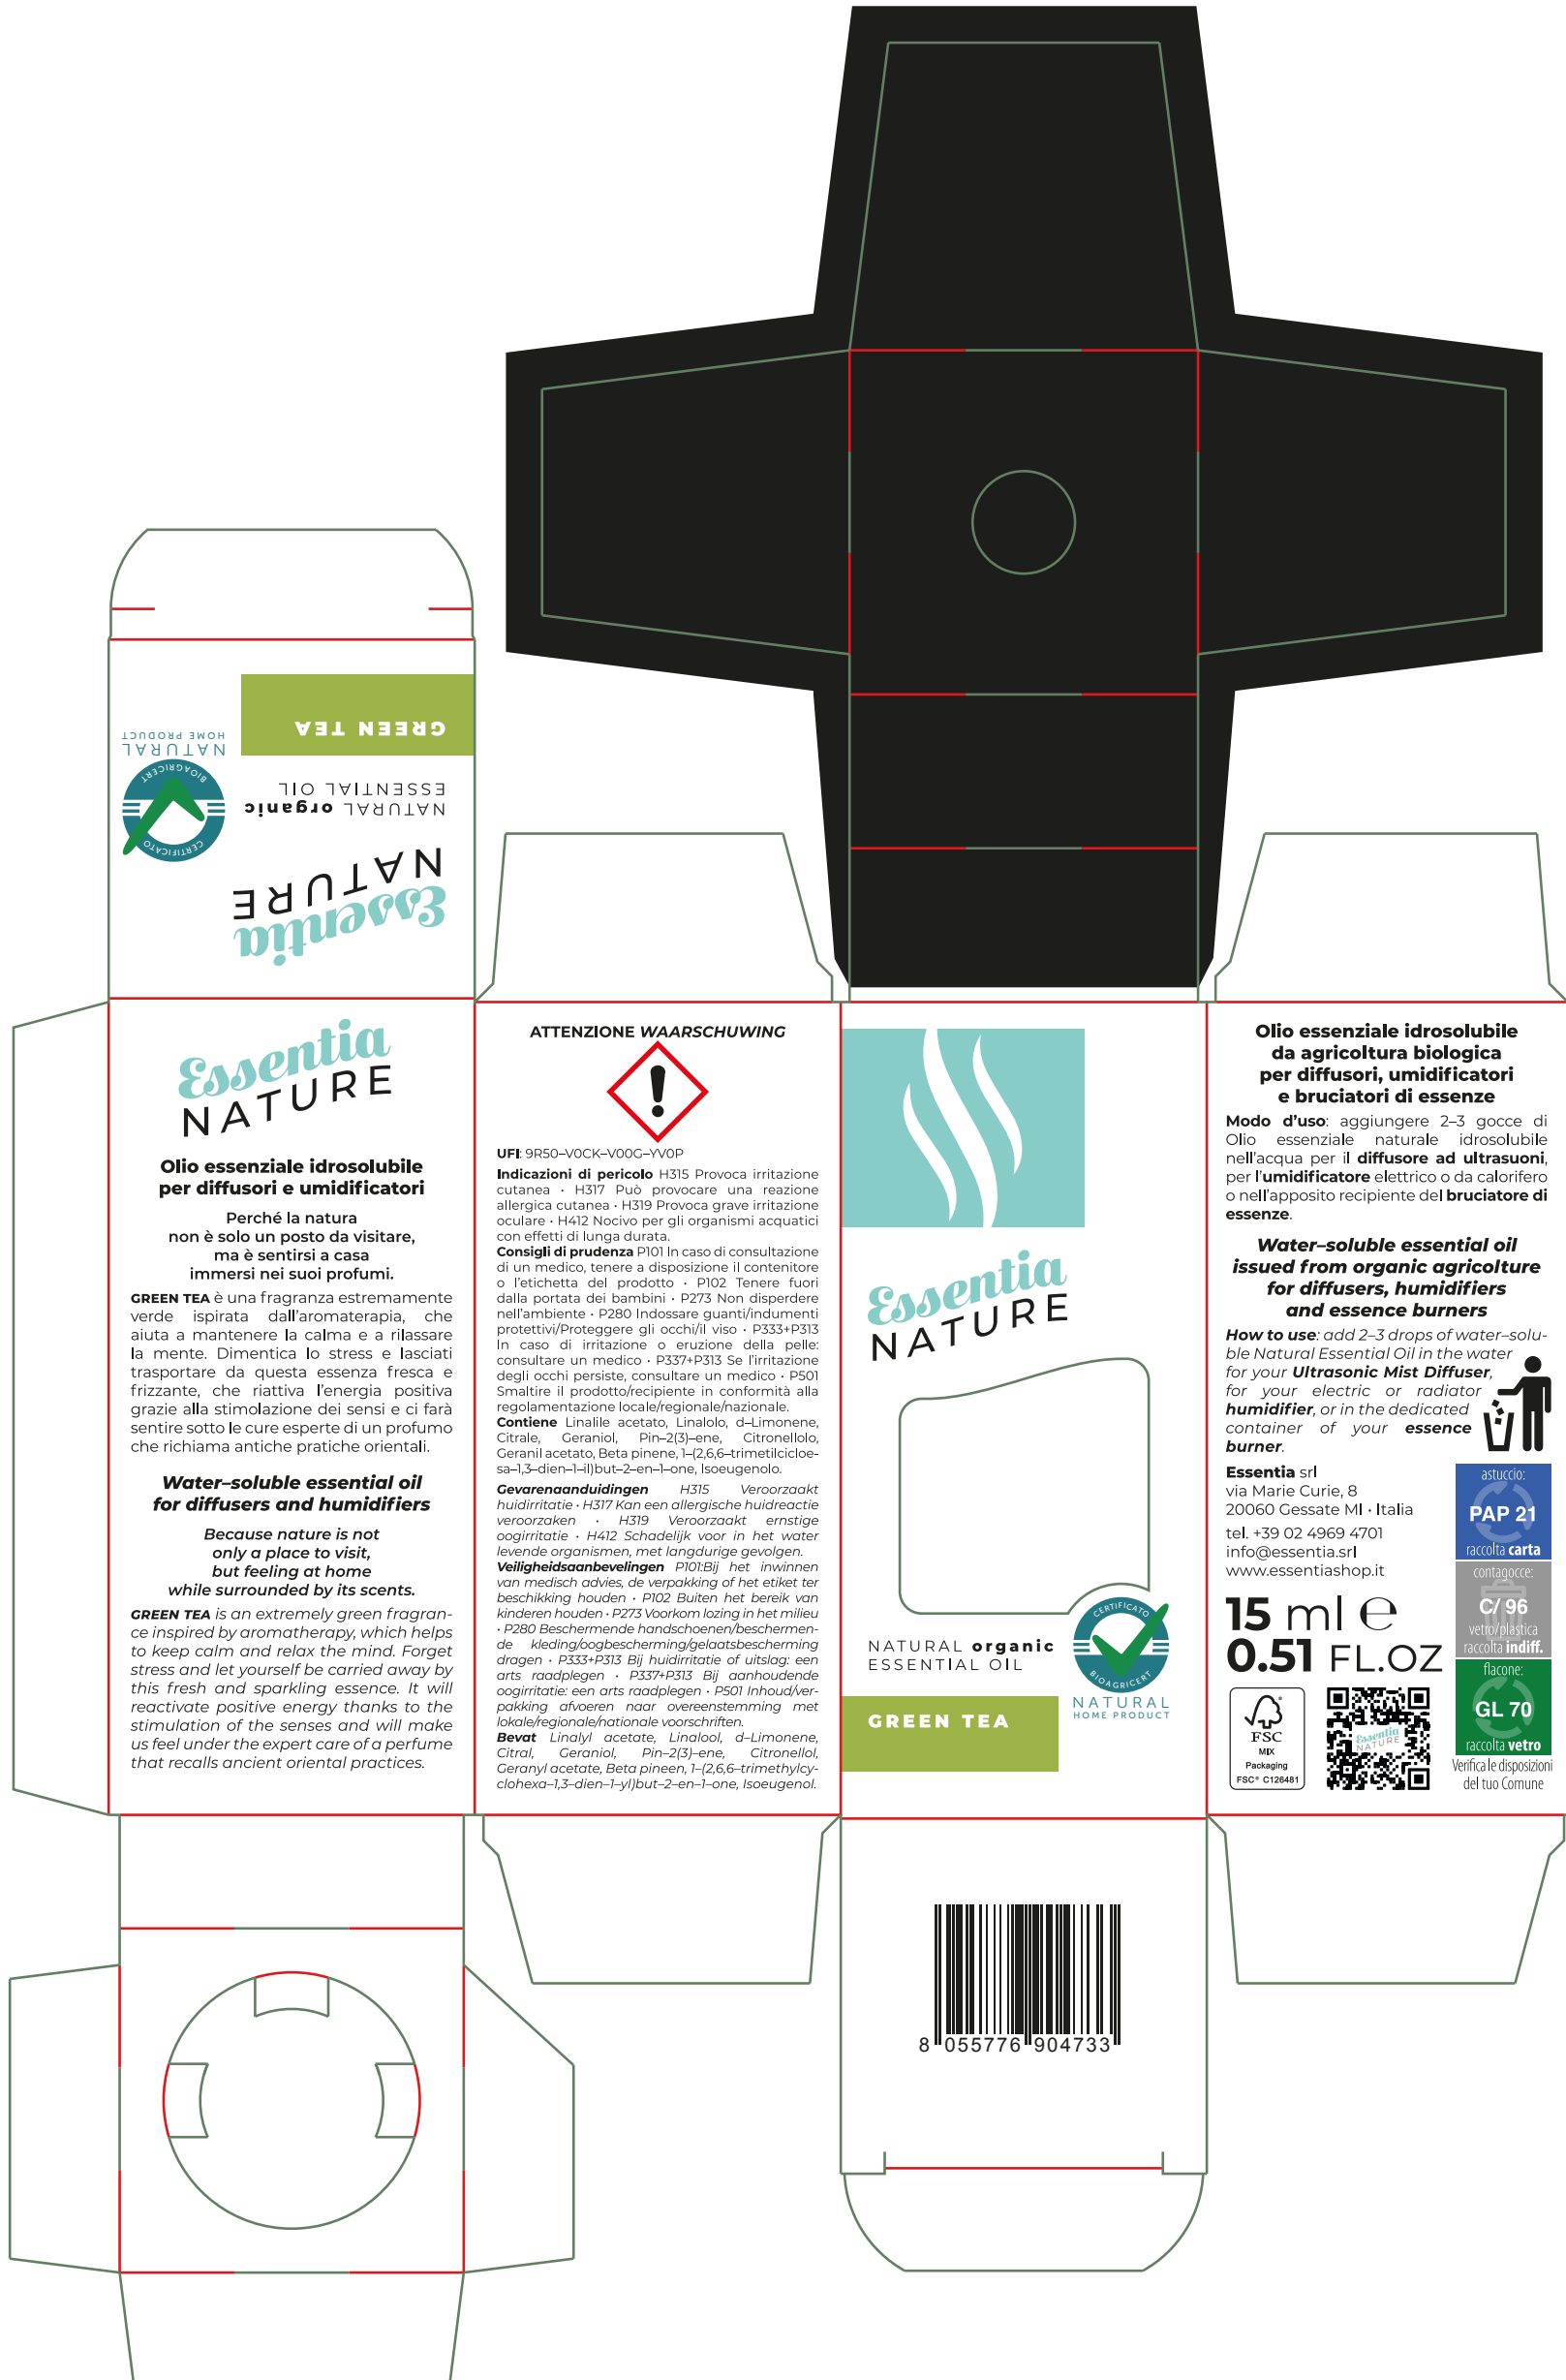 GREEN TEA
NATURAL organic
ESSENTIAL OIL
Essentia
NATURE
CERTIFICATO
BIOAGRICERT
NATURAL
HOME PRODUCT
Essentia
NATURE
Olio essenziale idrosolubile
per diffusori e umidificatori
Perché la natura
non è solo un posto da visitare,
ma è sentirsi a casa
immersi nei suoi profumi.
GREEN TEA è una fragranza estremamente
verde ispirata dall'aromaterapia, che
aiuta a mantenere la calma e a rilassare
la mente. Dimentica lo stress e lasciati
trasportare da questa essenza fresca e
frizzante, che riattiva l'energia positiva
grazie alla stimolazione dei sensi e ci farà
sentire sotto le cure esperte di un profumo
che richiama antiche pratiche orientali.
Water–soluble essential oil
for diffusers and humidifiers
Because nature is not
only a place to visit,
but feeling at home
while surrounded by its scents.
GREEN TEA is an extremely green fragran-
ce inspired by aromatherapy, which helps
to keep calm and relax the mind. Forget
stress and let yourself be carried away by
this fresh and sparkling essence. It will
reactivate positive energy thanks to the
stimulation of the senses and will make
us feel under the expert care of a perfume
that recalls ancient oriental practices.
ATTENZIONE WAARSCHUWING
UFI: 9R50–V0CK–V00G–YV0P
Indicazioni di pericolo H315 Provoca irritazione
cutanea • H317 Può provocare una reazione
allergica cutanea • H319 Provoca grave irritazione
oculare • H412 Nocivo per gli organismi acquatici
con effetti di lunga durata.
Consigli di prudenza P101 In caso di consultazione
di un medico, tenere a disposizione il contenitore
o l'etichetta del prodotto • P102 Tenere fuori
dalla portata dei bambini • P273 Non disperdere
nell'ambiente • P280 Indossare guanti/indumenti
protettivi/Proteggere gli occhi/il viso • P333+P313
In caso di irritazione o eruzione della pelle:
consultare un medico • P337+P313 Se l'irritazione
degli occhi persiste, consultare un medico • P501
Smaltire il prodotto/recipiente in conformità alla
regolamentazione locale/regionale/nazionale.
Contiene Linalile acetato, Linalolo, d–Limonene,
Citrale, Geraniol, Pin–2(3)–ene, Citronellolo,
Geranil acetato, Beta pinene, 1–(2,6,6–trimetilcicloe-
sa–1,3–dien–1–il)but–2–en–1–one, Isoeugenolo.
Gevarenaanduidingen H315 Veroorzaakt
huidirritatie • H317 Kan een allergische huidreactie
veroorzaken • H319 Veroorzaakt ernstige
oogirritatie • H412 Schadelijk voor in het water
levende organismen, met langdurige gevolgen.
Veiligheidsaanbevelingen P101:Bij het inwinnen
van medisch advies, de verpakking of het etiket ter
beschikking houden • P102 Buiten het bereik van
kinderen houden • P273 Voorkom lozing in het milieu
• P280 Beschermende handschoenen/beschermen-
de kleding/oogbescherming/gelaatsbescherming
dragen • P333+P313 Bij huidirritatie of uitslag: een
arts raadplegen • P337+P313 Bij aanhoudende
oogirritatie: een arts raadplegen • P501 Inhoud/ver-
pakking afvoeren naar overeenstemming met
lokale/regionale/nationale voorschriften.
Bevat Linalyl acetate, Linalool, d–Limonene,
Citral, Geraniol, Pin–2(3)–ene, Citronellol,
Geranyl acetate, Beta pineen, 1–(2,6,6–trimethylcy-
clohexa–1,3–dien–1–yl)but–2–en–1–one, Isoeugenol.
Essentia
NATURE
NATURAL organic
ESSENTIAL OIL
GREEN TEA
CERTIFICATO
BIOAGRICERT
NATURAL
HOME PRODUCT
Olio essenziale idrosolubile
da agricoltura biologica
per diffusori, umidificatori
e bruciatori di essenze
Modo d'uso: aggiungere 2–3 gocce di
Olio essenziale naturale idrosolubile
nell'acqua per il diffusore ad ultrasuoni,
per l'umidificatore elettrico o da calorifero
o nell'apposito recipiente del bruciatore di
essenze.
Water–soluble essential oil
issued from organic agriculture
for diffusers, humidifiers
and essence burners
How to use: add 2–3 drops of water–solu-
ble Natural Essential Oil in the water
for your Ultrasonic Mist Diffuser,
for your electric or radiator
humidifier, or in the dedicated
container of your essence
burner.
Essentia srl
via Marie Curie, 8
20060 Gessate MI • Italia
tel. +39 02 4969 4701
info@essentia.srl
www.essentiashop.it
15 ml e
0.51 FL.OZ
FSC
MIX
Packaging
FSC® C126481
Essentia
NATURE
astuccio:
PAP 21
raccolta carta
contagocce:
C/ 96
vetro/plastica
raccolta indiff.
flacone:
GL 70
raccolta vetro
Verifica le disposizioni
del tuo Comune
8 055776 904733